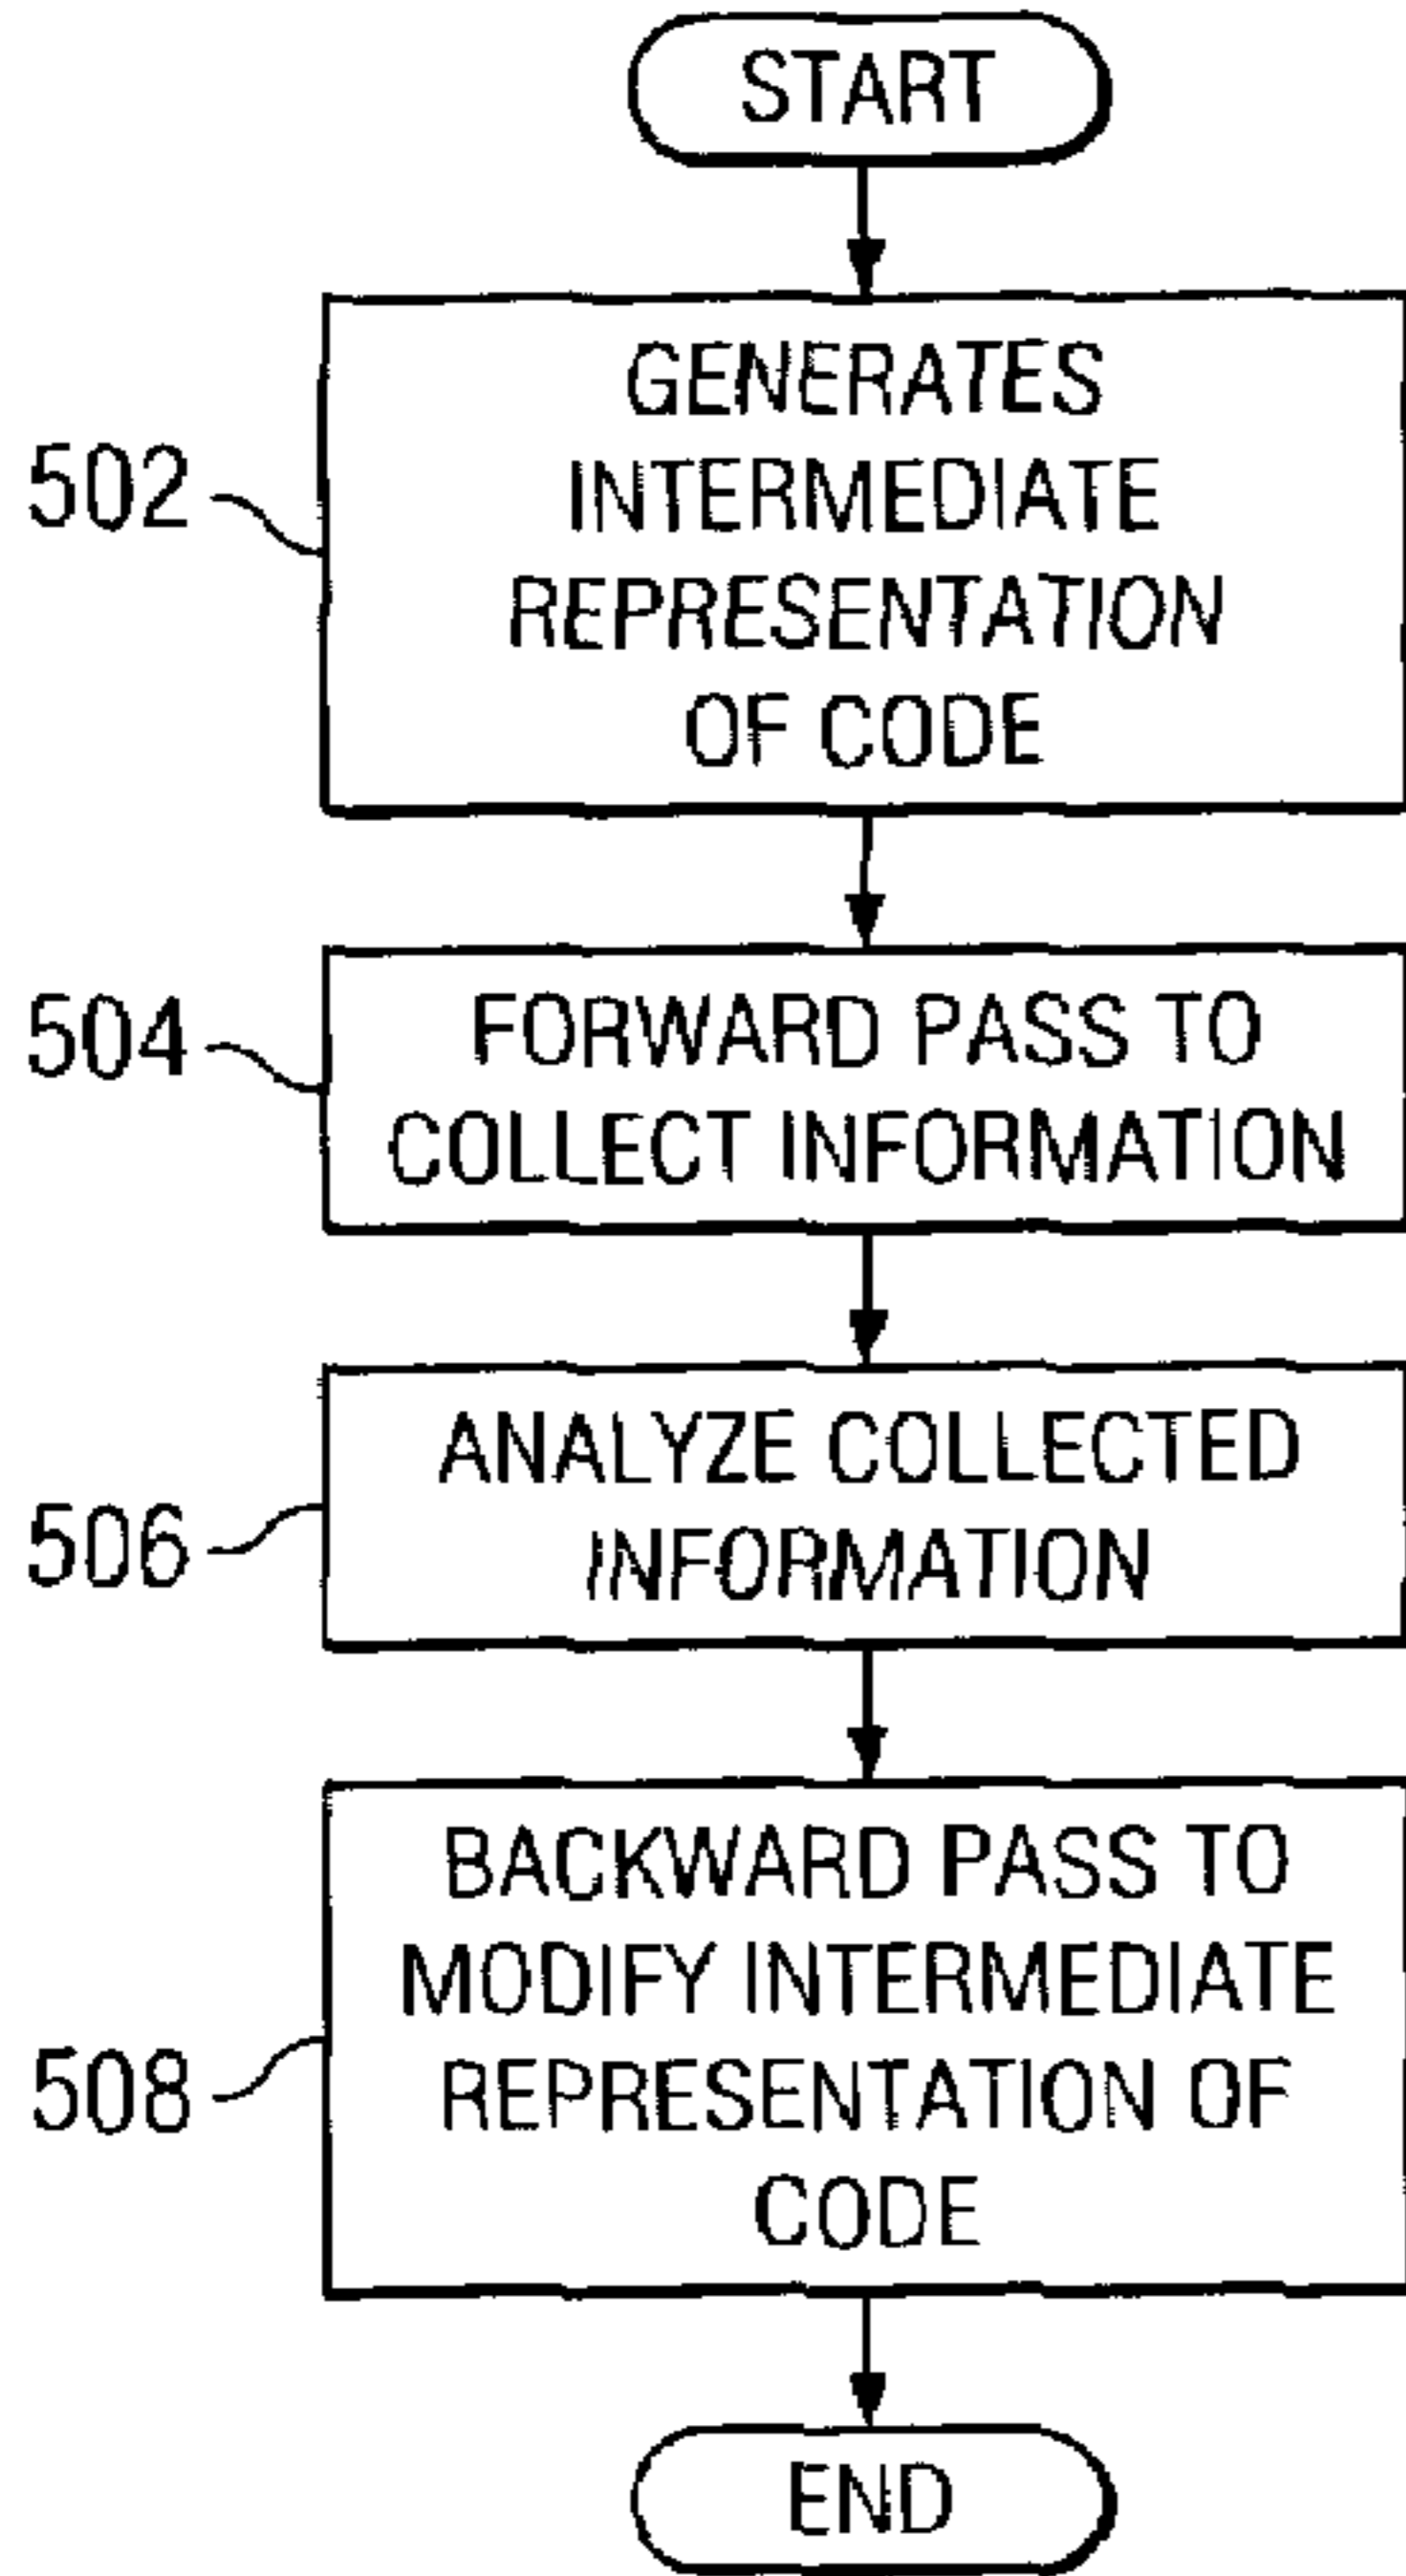 START
GENERATES
INTERMEDIATE
REPRESENTATION
OF CODE
502
FORWARD PASS TO
COLLECT INFORMATION
504
ANALYZE COLLECTED
INFORMATION
506
BACKWARD PASS TO
MODIFY INTERMEDIATE
REPRESENTATION OF
CODE
508
END